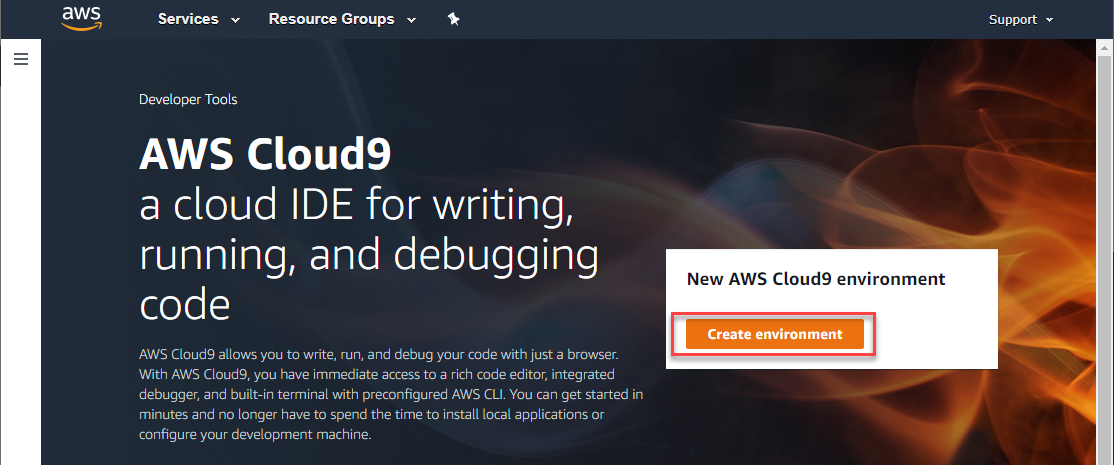 aws Services Resource Groups Support
Developer Tools
AWS Cloud9
a cloud IDE for writing,
running, and debugging
code
New AWS Cloud9 environment
Create environment
AWS Cloud9 allows you to write, run, and debug your code with just a browser.
With AWS Cloud9, you have immediate access to a rich code editor, integrated
debugger, and built-in terminal with preconfigured AWS CLI. You can get started in
minutes and no longer have to spend the time to install local applications or
configure your development machine.